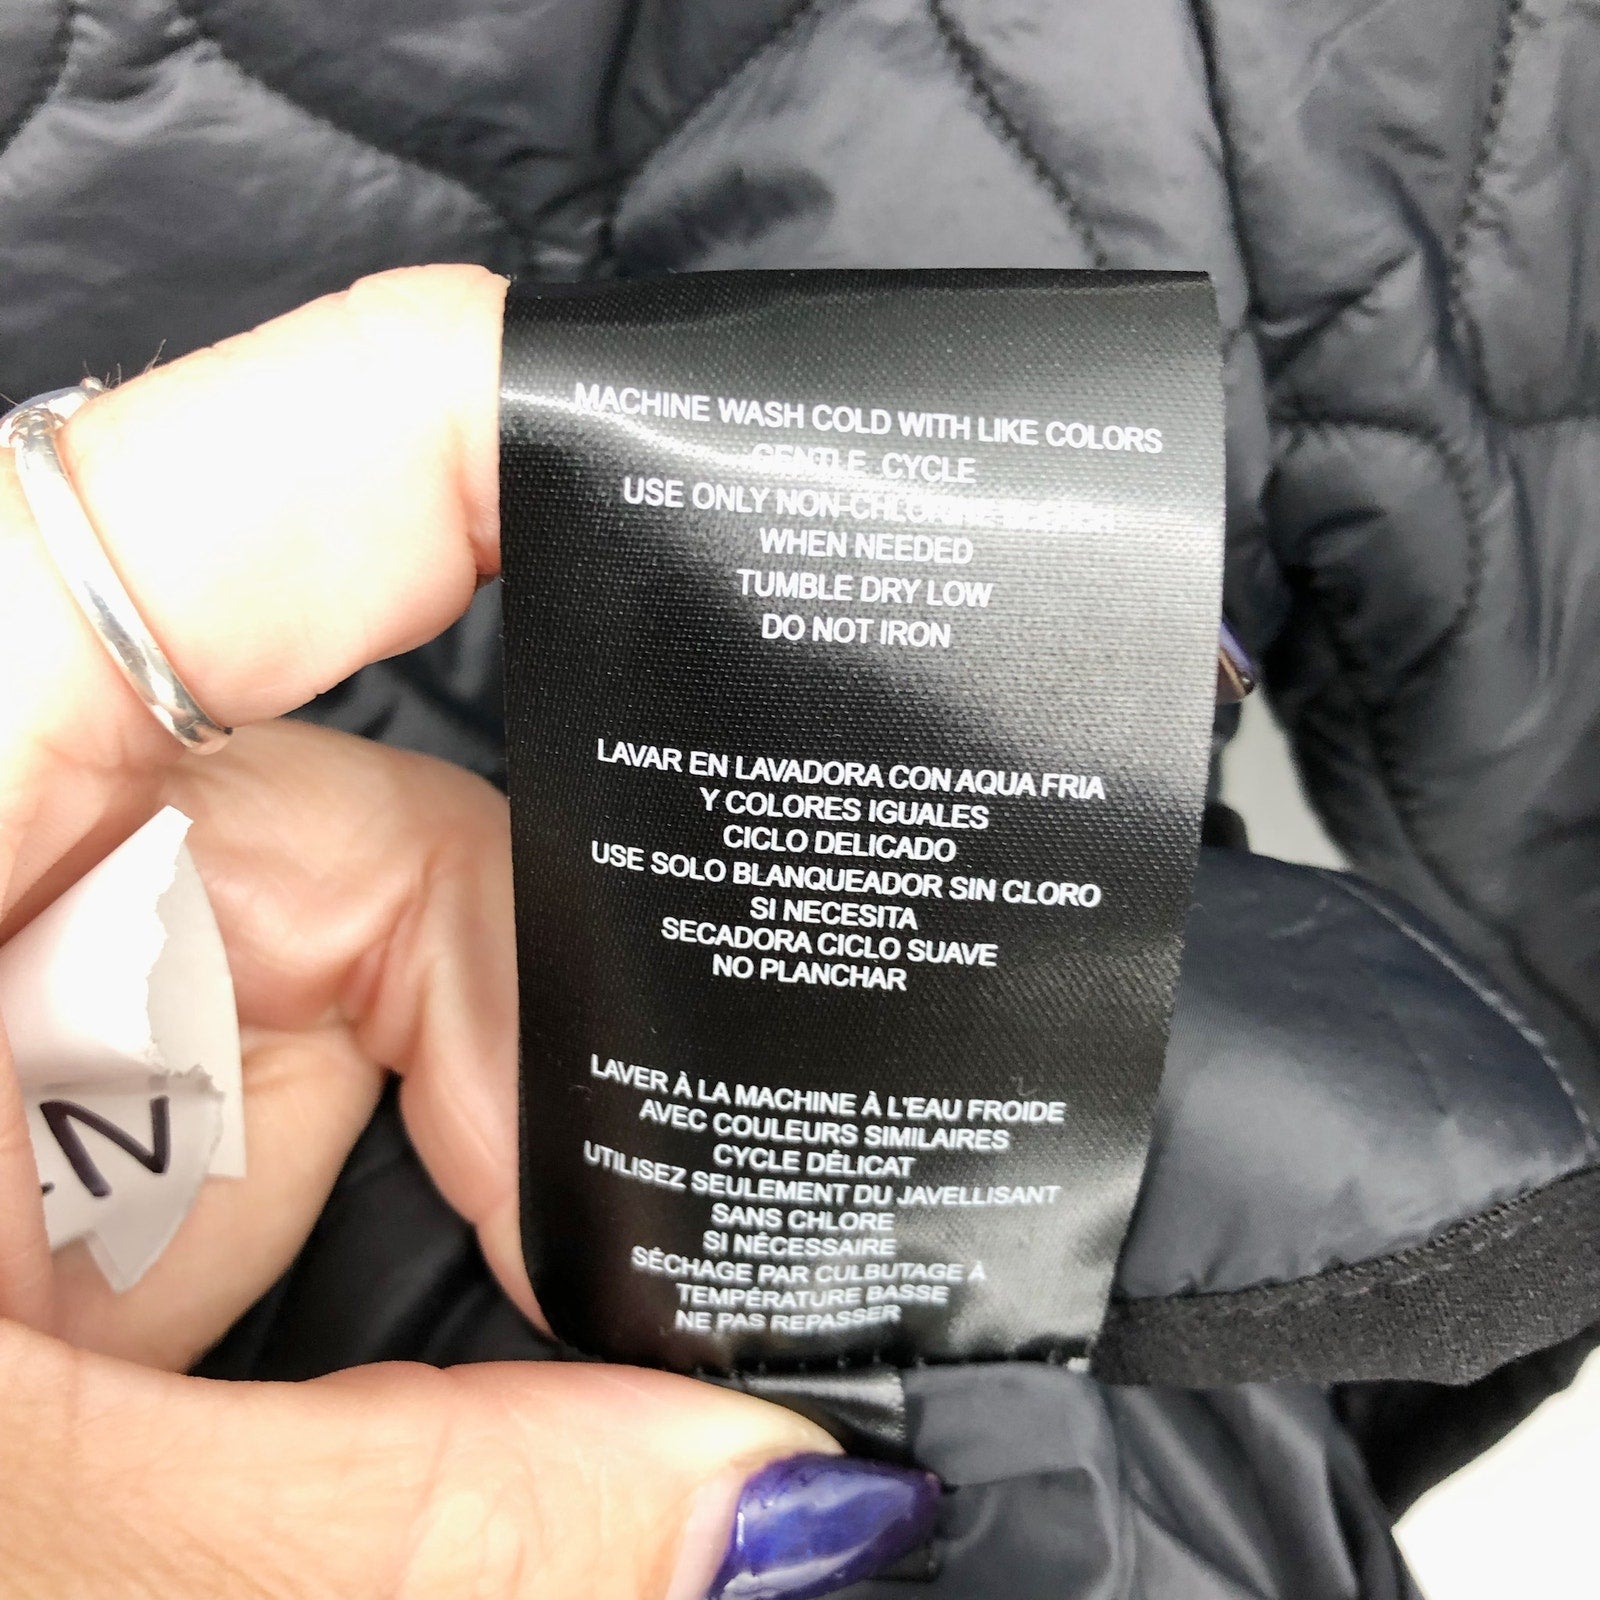 MACHINE WASH COLD WITH LIKE COLORS
GENTLE CYCLE
USE ONLY NON-CHLORINE BLEACH
WHEN NEEDED
TUMBLE DRY LOW
DO NOT IRON
LAVAR EN LAVADORA CON AQUA FRIA
Y COLORES IGUALES
CICLO DELICADO
USE SOLO BLANQUEADOR SIN CLORO
SI NECESITA
SECADORA CICLO SUAVE
NO PLANCHAR
LAVER À LA MACHINE À L'EAU FROIDE
AVEC COULEURS SIMILAIRES
CYCLE DÉLICAT
UTILISEZ SEULEMENT DU JAVELLISANT
SANS CHLORE
SI NÉCESSAIRE
SÉCHAGE PAR CULBUTAGE À
TEMPÉRATURE BASSE
NE PAS REPASSER